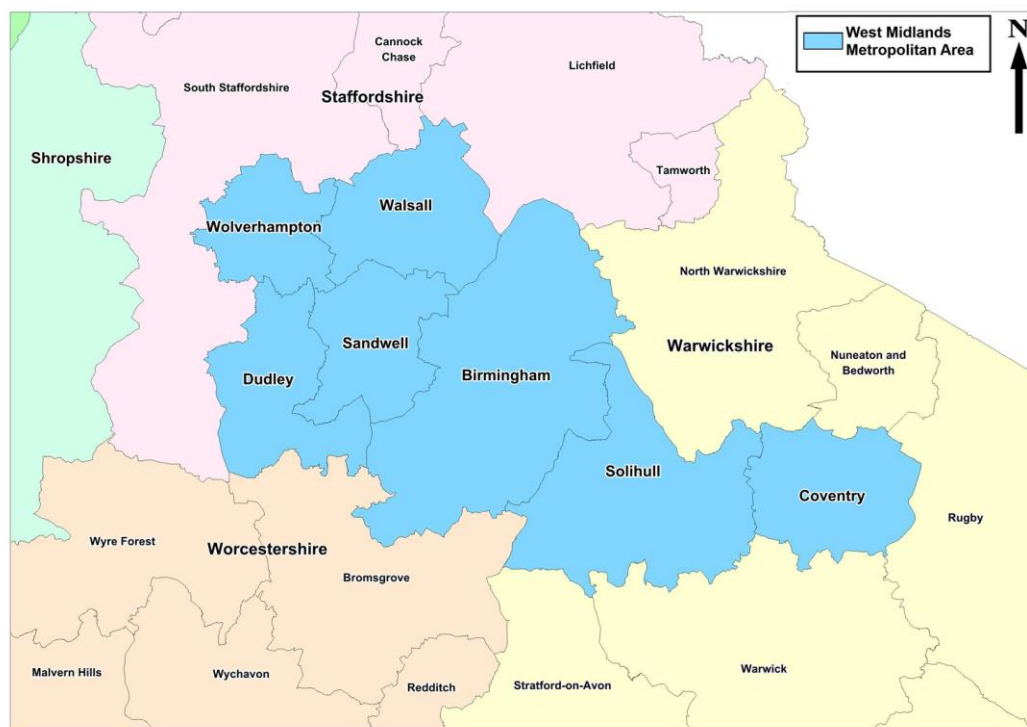 West Midlands
Metropolitan Area
N
Cannock
Chase
Lichfield
South Staffordshire
Staffordshire
Shropshire
Tamworth
Walsall
Wolverhampton
North Warwickshire
Sandwell
Warwickshire
Nuneaton and
Bedworth
Birmingham
Dudley
Solihull
Coventry
Rugby
Wyre Forest
Worcestershire
Bromsgrove
Malvern Hills
Wychavon
Redditch
Stratford-on-Avon
Warwick